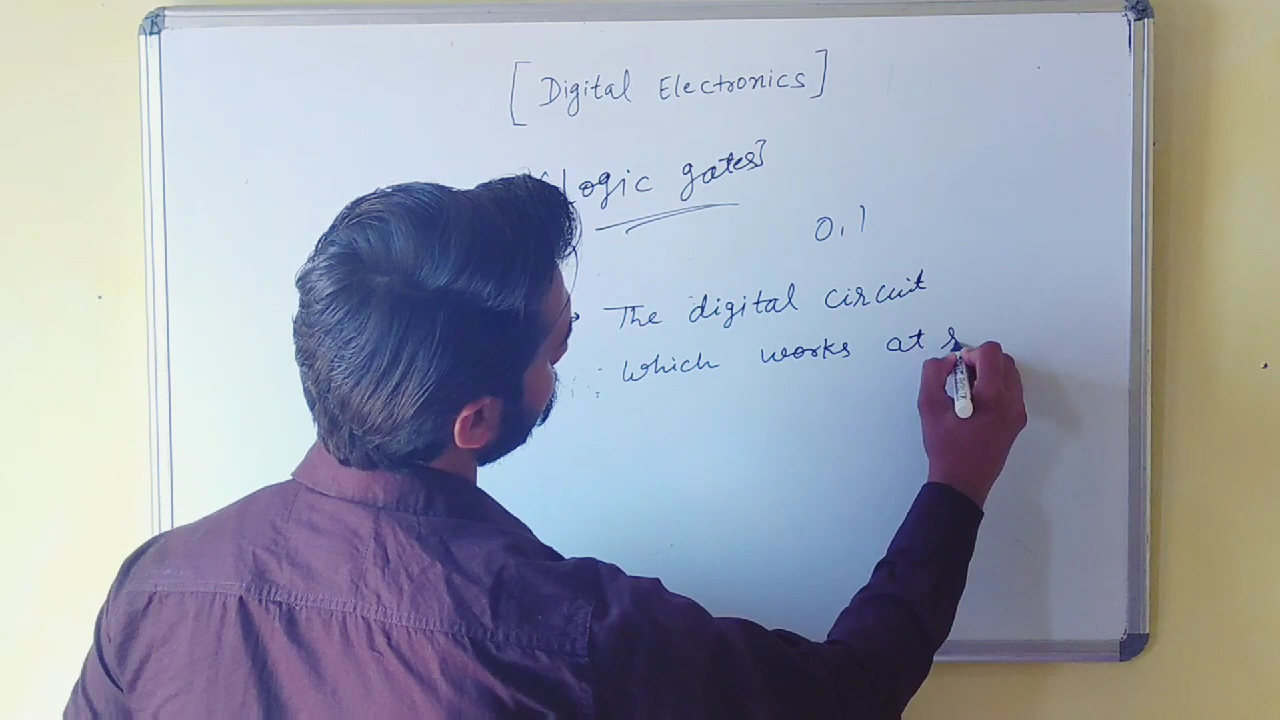 [Digital Electronics]
logic gates]
0, 1
The digital circuit
which works at